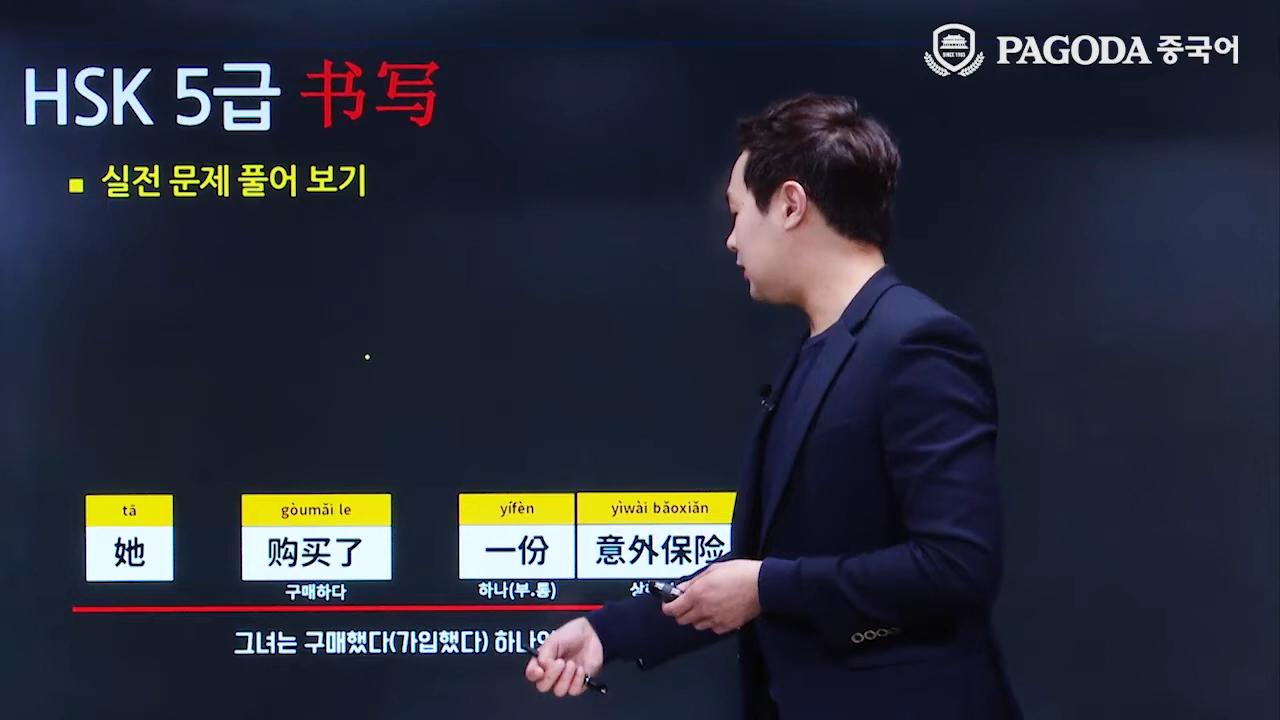 PAGODA 중국어
SINCE 1983
HSK 5급 书写
실전 문제 풀어 보기
tā gòumǎi le yífèn yìwài bǎoxiǎn
她 购买了 一份 意外保险
구매하다 하나(부.통)
그녀는 구매했다(가입했다)